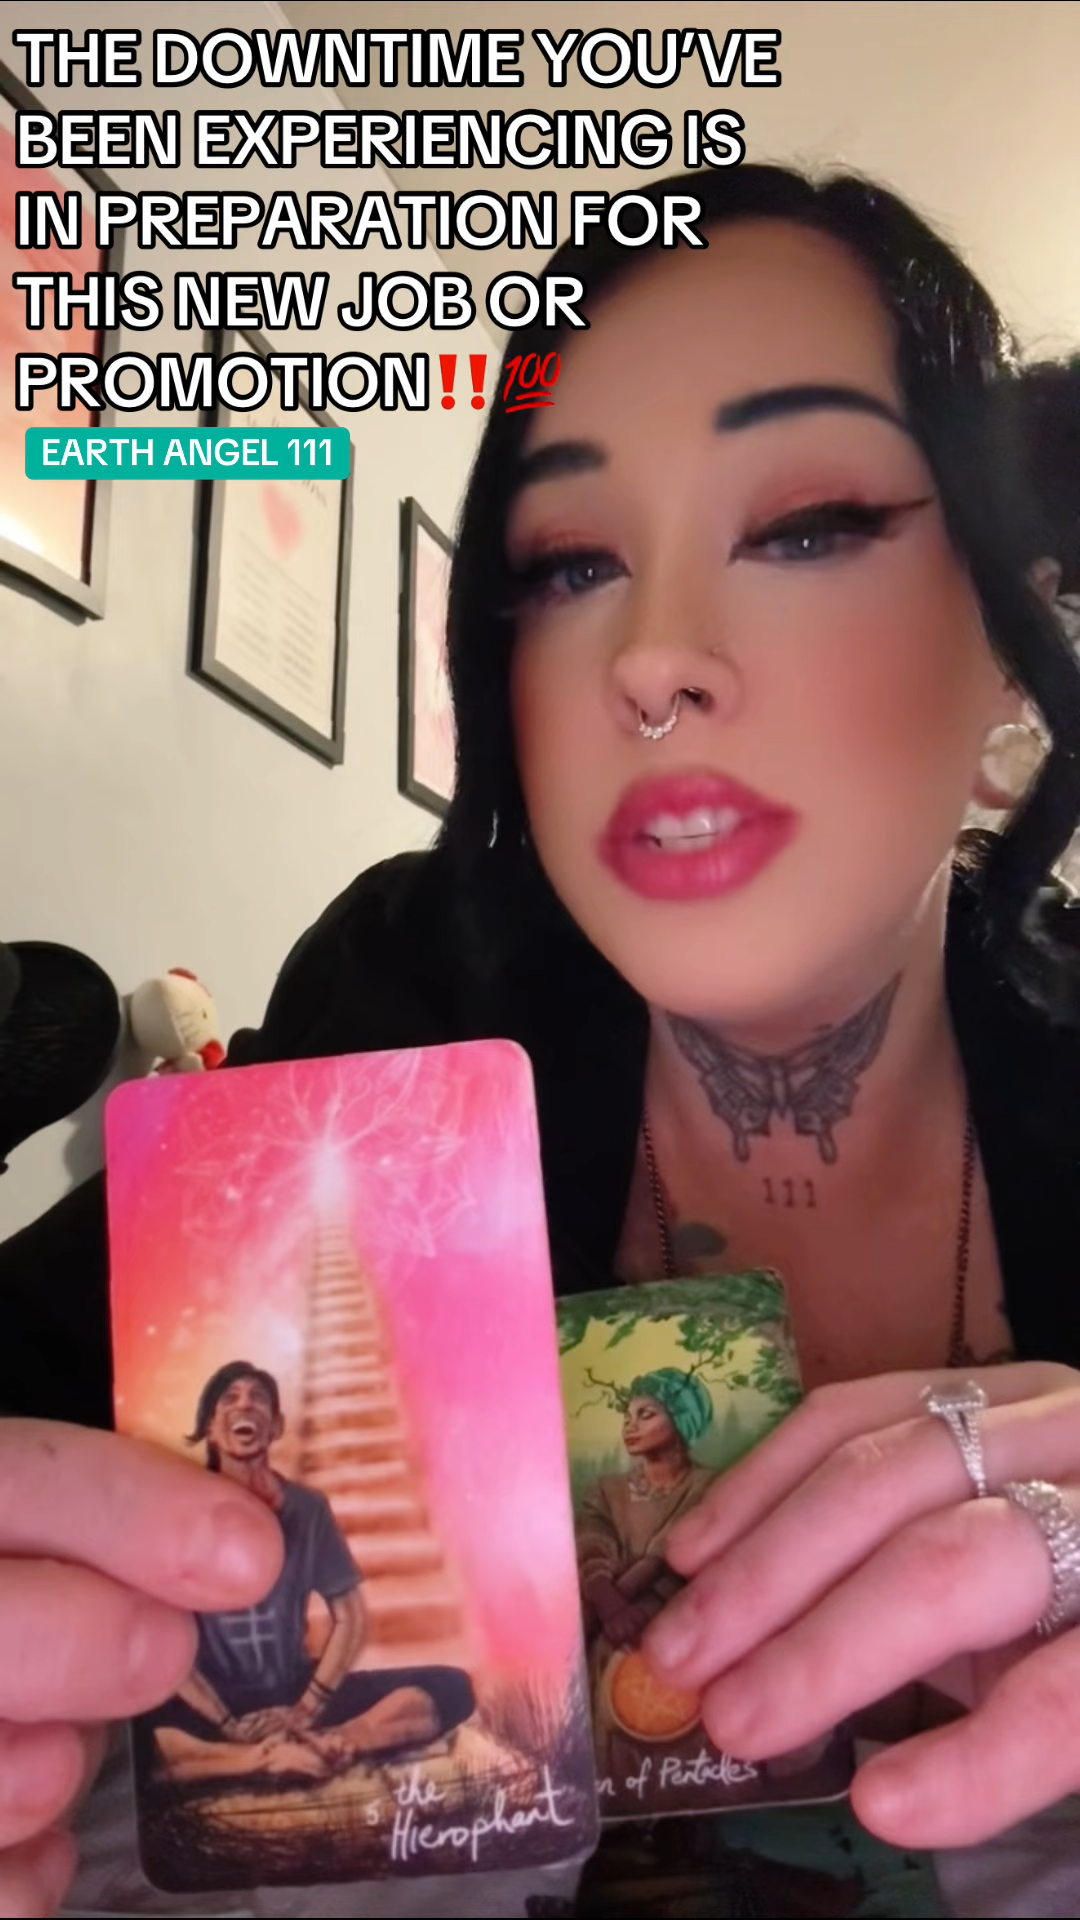 THE DOWNTIME YOU'VE
BEEN EXPERIENCING IS
IN PREPARATION FOR
THIS NEW JOB OR
PROMOTION‼️💯
EARTH ANGEL 111
111
5 the
Hierophant
n of Pentacles